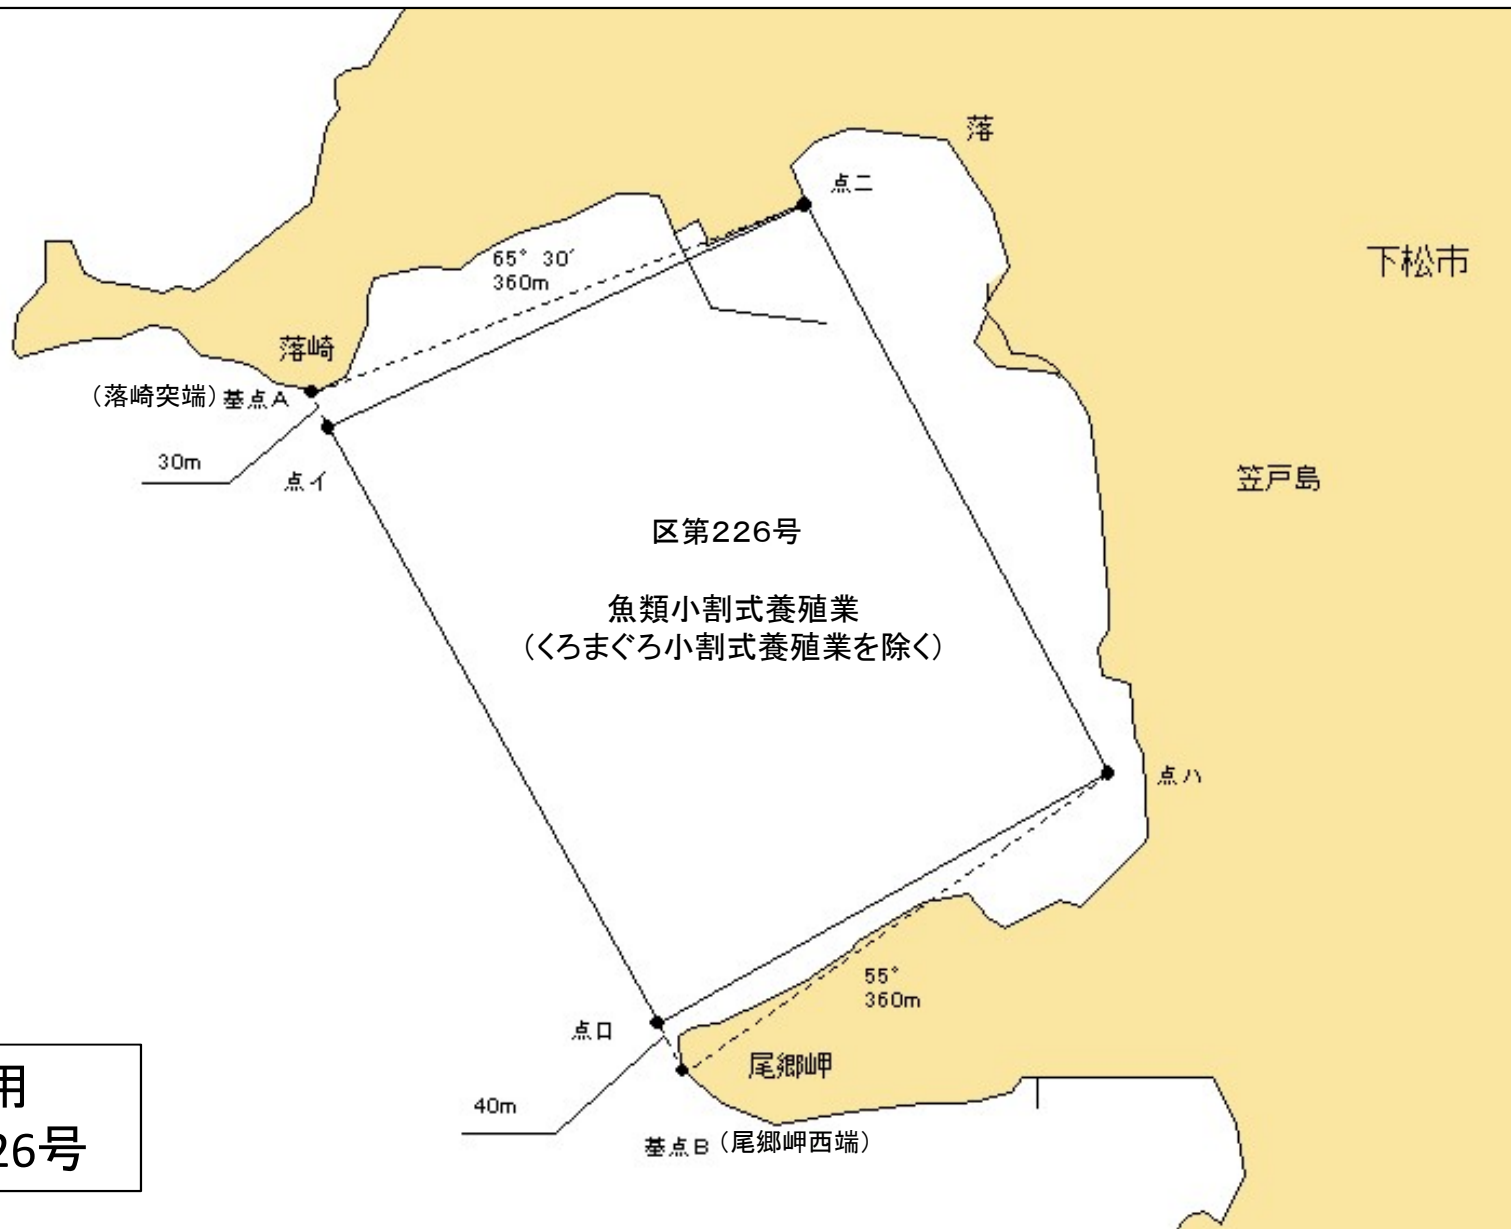 落
点ニ
65° 30′
360m
下松市
落崎
(落崎突端) 基点A
30m
点イ
笠戸島
区第226号
魚類小割式養殖業
(くろまぐろ小割式養殖業を除く)
点ハ
55°
360m
点ロ
尾郷岬
40m
基点B (尾郷岬西端)
用
26号